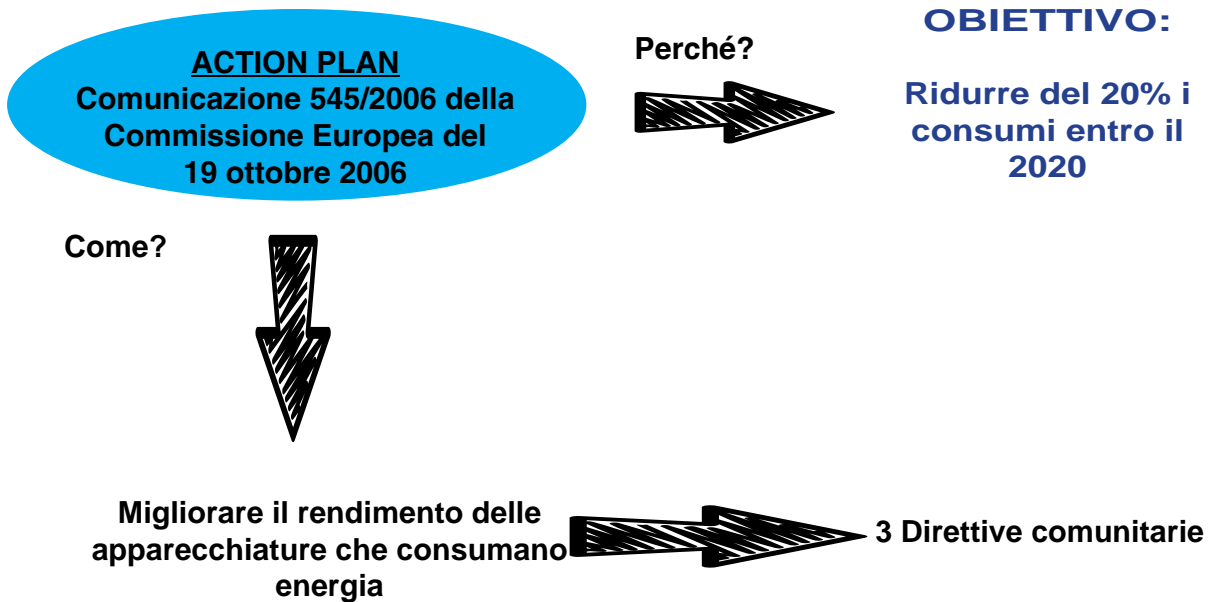 ACTION PLAN
Comunicazione 545/2006 della
Commissione Europea del
19 ottobre 2006
Perché?
OBIETTIVO:
Ridurre del 20% i
consumi entro il
2020
Come?
Migliorare il rendimento delle
apparecchiature che consumano
energia
3 Direttive comunitarie